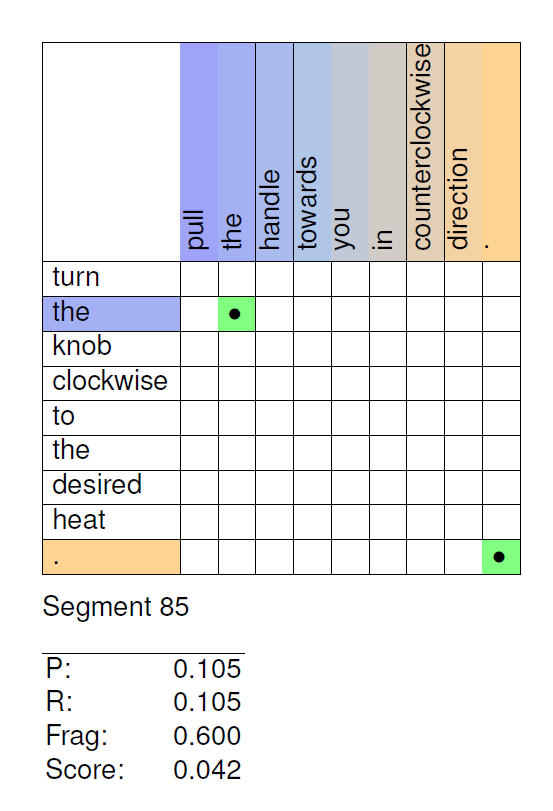 pull the handle towards you in counterclockwise direction .
turn
the
knob
clockwise
to
the
desired
heat
.
Segment 85
P: 0.105
R: 0.105
Frag: 0.600
Score: 0.042